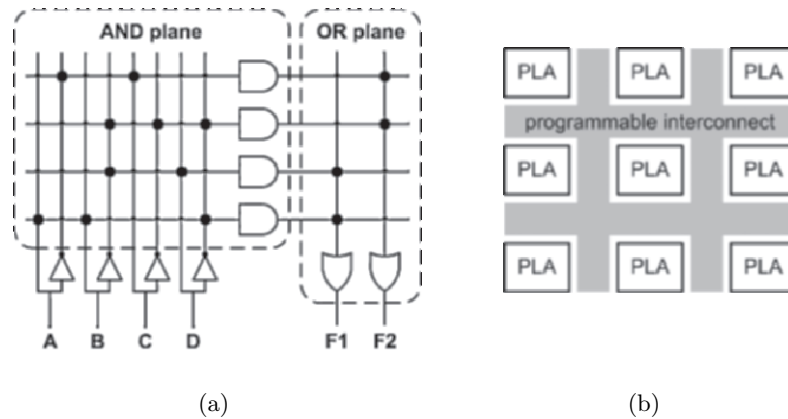 AND plane
OR plane
A B C D
F1 F2
(a)
PLA PLA PLA
programmable interconnect
PLA PLA PLA
PLA PLA PLA
(b)